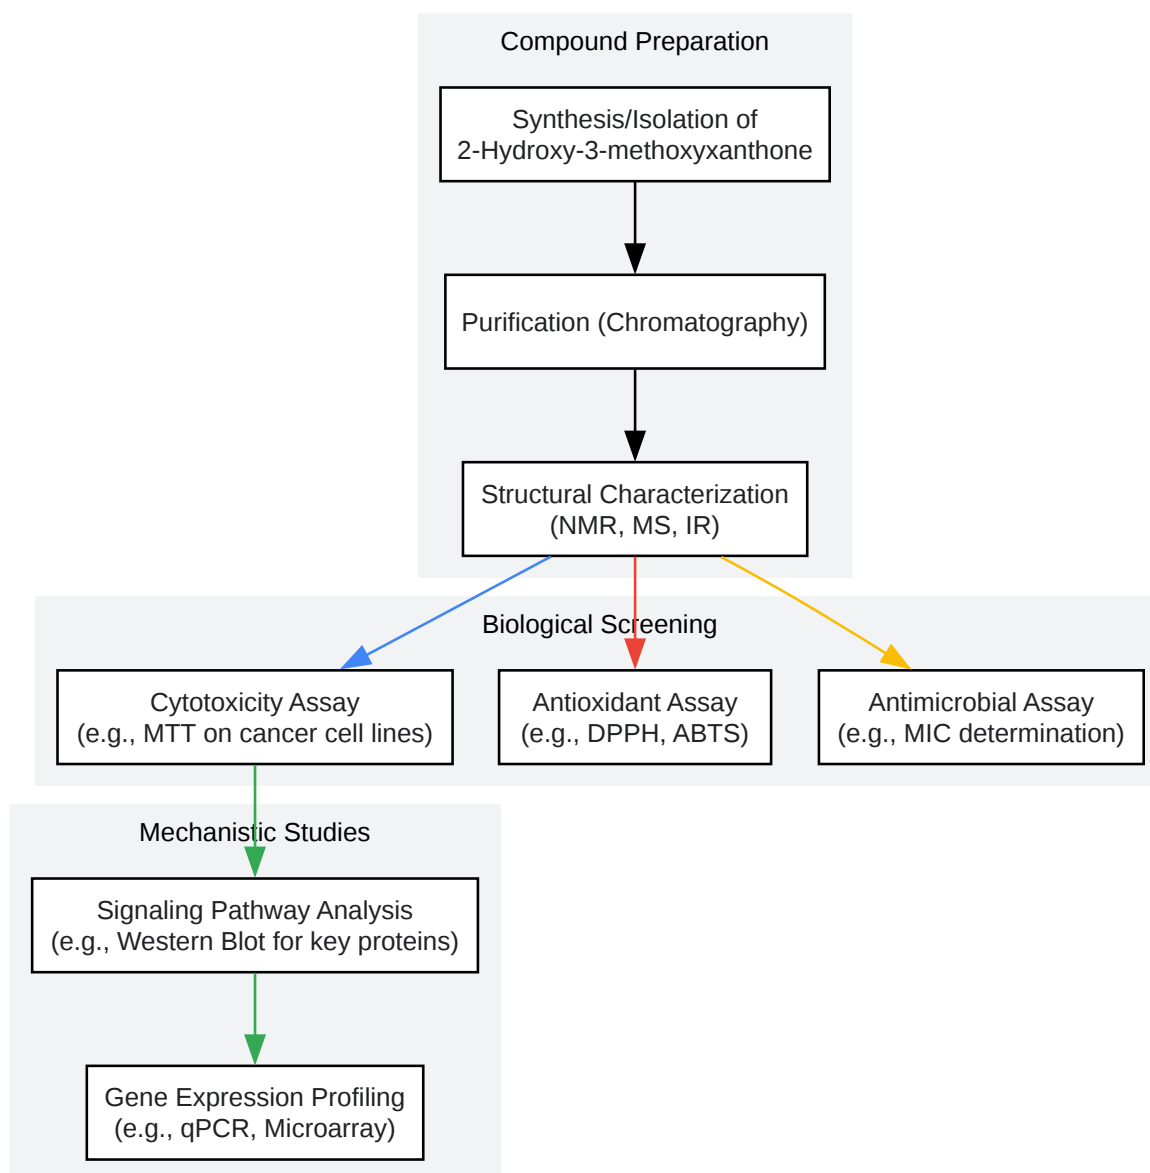 Compound Preparation
Synthesis/Isolation of
2-Hydroxy-3-methoxyxanthone
Purification (Chromatography)
Structural Characterization
(NMR, MS, IR)
Biological Screening
Cytotoxicity Assay
(e.g., MTT on cancer cell lines)
Antioxidant Assay
(e.g., DPPH, ABTS)
Antimicrobial Assay
(e.g., MIC determination)
Mechanistic Studies
Signaling Pathway Analysis
(e.g., Western Blot for key proteins)
Gene Expression Profiling
(e.g., qPCR, Microarray)